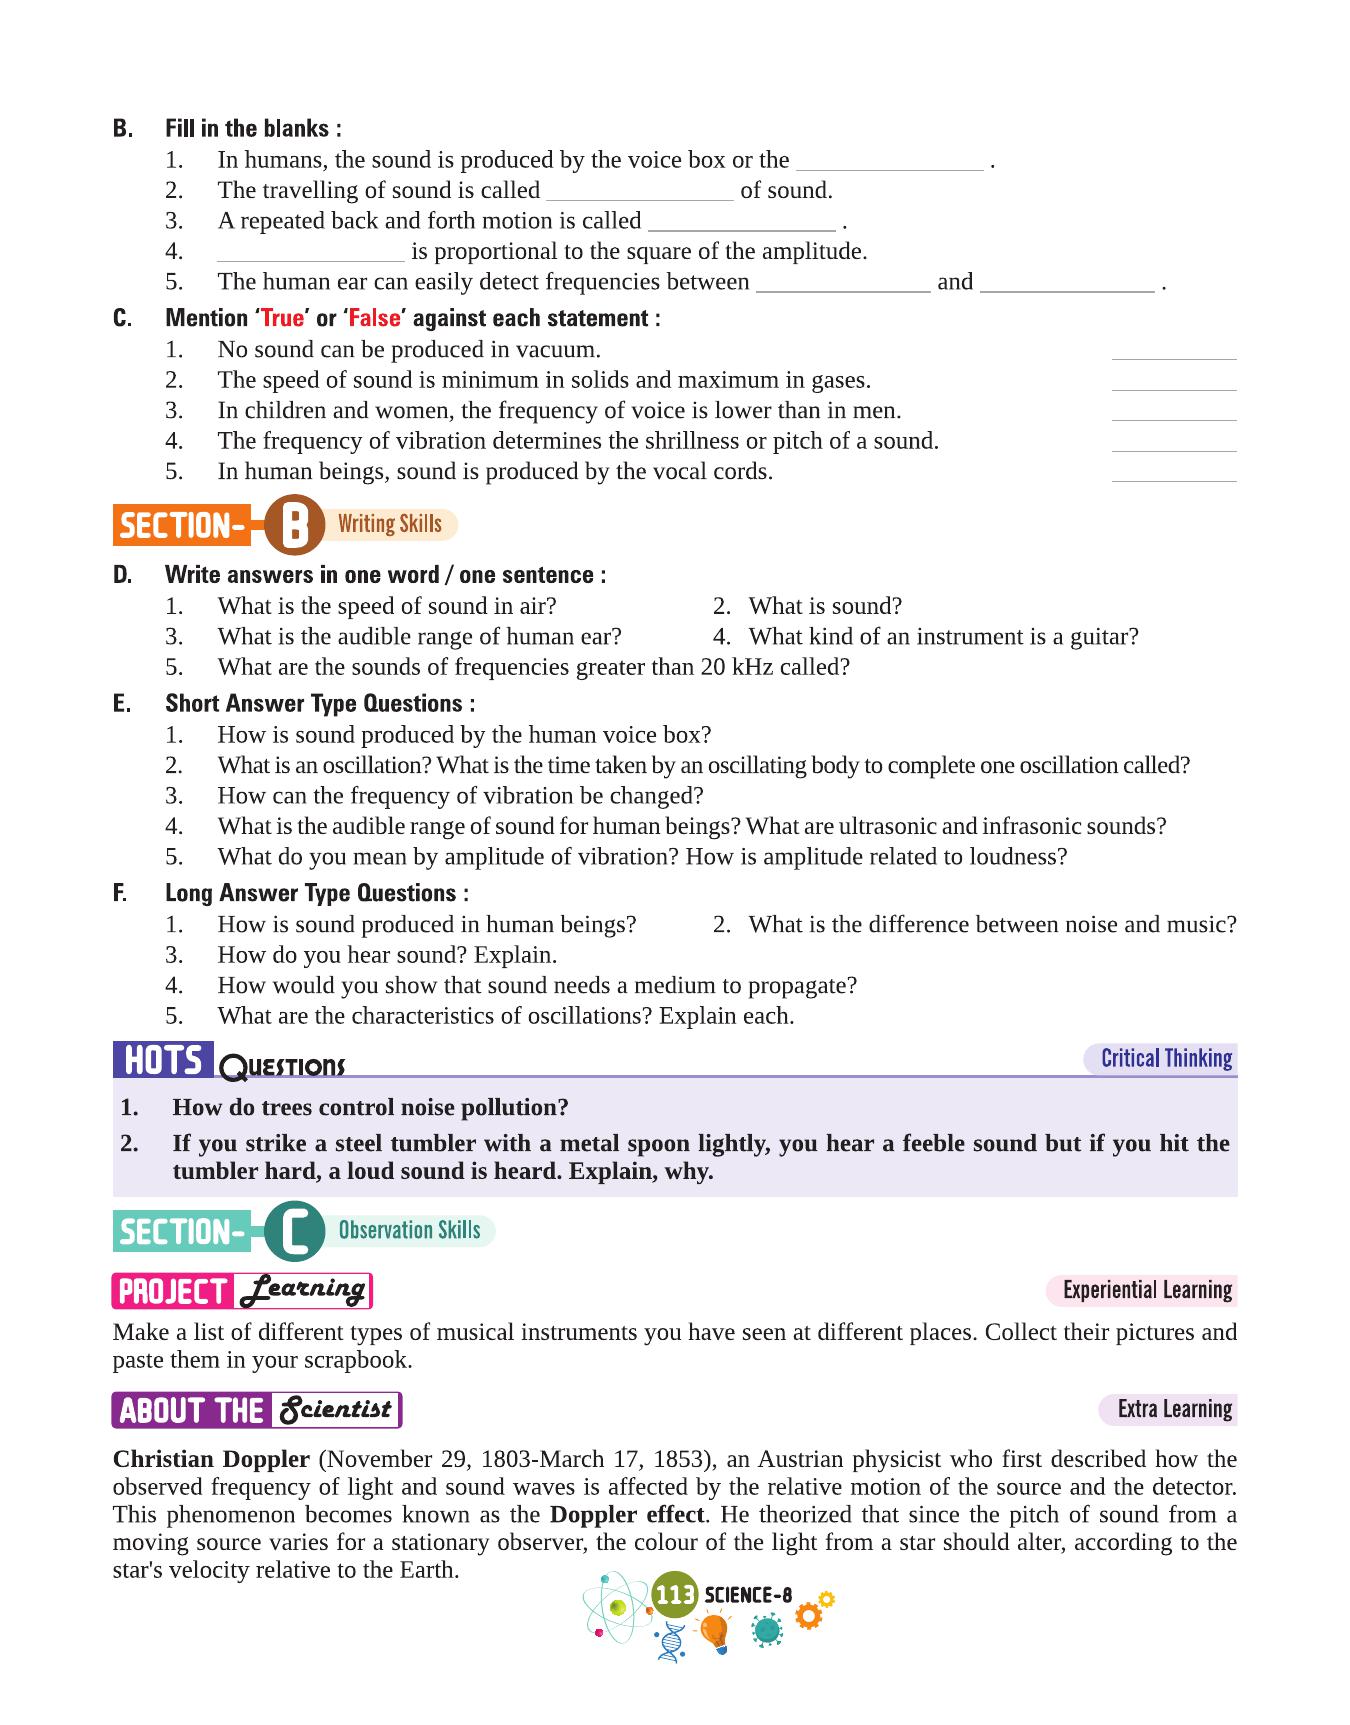 B. Fill in the blanks :
1. In humans, the sound is produced by the voice box or the _______________ .
2. The travelling of sound is called _______________ of sound.
3. A repeated back and forth motion is called _______________ .
4. _______________ is proportional to the square of the amplitude.
5. The human ear can easily detect frequencies between ______________ and ______________ .
C. Mention ‘True’ or ‘False’ against each statement :
1. No sound can be produced in vacuum. __________
2. The speed of sound is minimum in solids and maximum in gases. __________
3. In children and women, the frequency of voice is lower than in men. __________
4. The frequency of vibration determines the shrillness or pitch of a sound. __________
5. In human beings, sound is produced by the vocal cords. __________
SECTION- B Writing Skills
D. Write answers in one word / one sentence :
1. What is the speed of sound in air? 2. What is sound?
3. What is the audible range of human ear? 4. What kind of an instrument is a guitar?
5. What are the sounds of frequencies greater than 20 kHz called?
E. Short Answer Type Questions :
1. How is sound produced by the human voice box?
2. What is an oscillation? What is the time taken by an oscillating body to complete one oscillation called?
3. How can the frequency of vibration be changed?
4. What is the audible range of sound for human beings? What are ultrasonic and infrasonic sounds?
5. What do you mean by amplitude of vibration? How is amplitude related to loudness?
F. Long Answer Type Questions :
1. How is sound produced in human beings? 2. What is the difference between noise and music?
3. How do you hear sound? Explain.
4. How would you show that sound needs a medium to propagate?
5. What are the characteristics of oscillations? Explain each.
HOTS QUESTIONS Critical Thinking
1. How do trees control noise pollution?
2. If you strike a steel tumbler with a metal spoon lightly, you hear a feeble sound but if you hit the
tumbler hard, a loud sound is heard. Explain, why.
SECTION- C Observation Skills
PROJECT Learning Experiential Learning
Make a list of different types of musical instruments you have seen at different places. Collect their pictures and
paste them in your scrapbook.
ABOUT THE Scientist Extra Learning
Christian Doppler (November 29, 1803-March 17, 1853), an Austrian physicist who first described how the
observed frequency of light and sound waves is affected by the relative motion of the source and the detector.
This phenomenon becomes known as the Doppler effect. He theorized that since the pitch of sound from a
moving source varies for a stationary observer, the colour of the light from a star should alter, according to the
star's velocity relative to the Earth.
113 SCIENCE-8